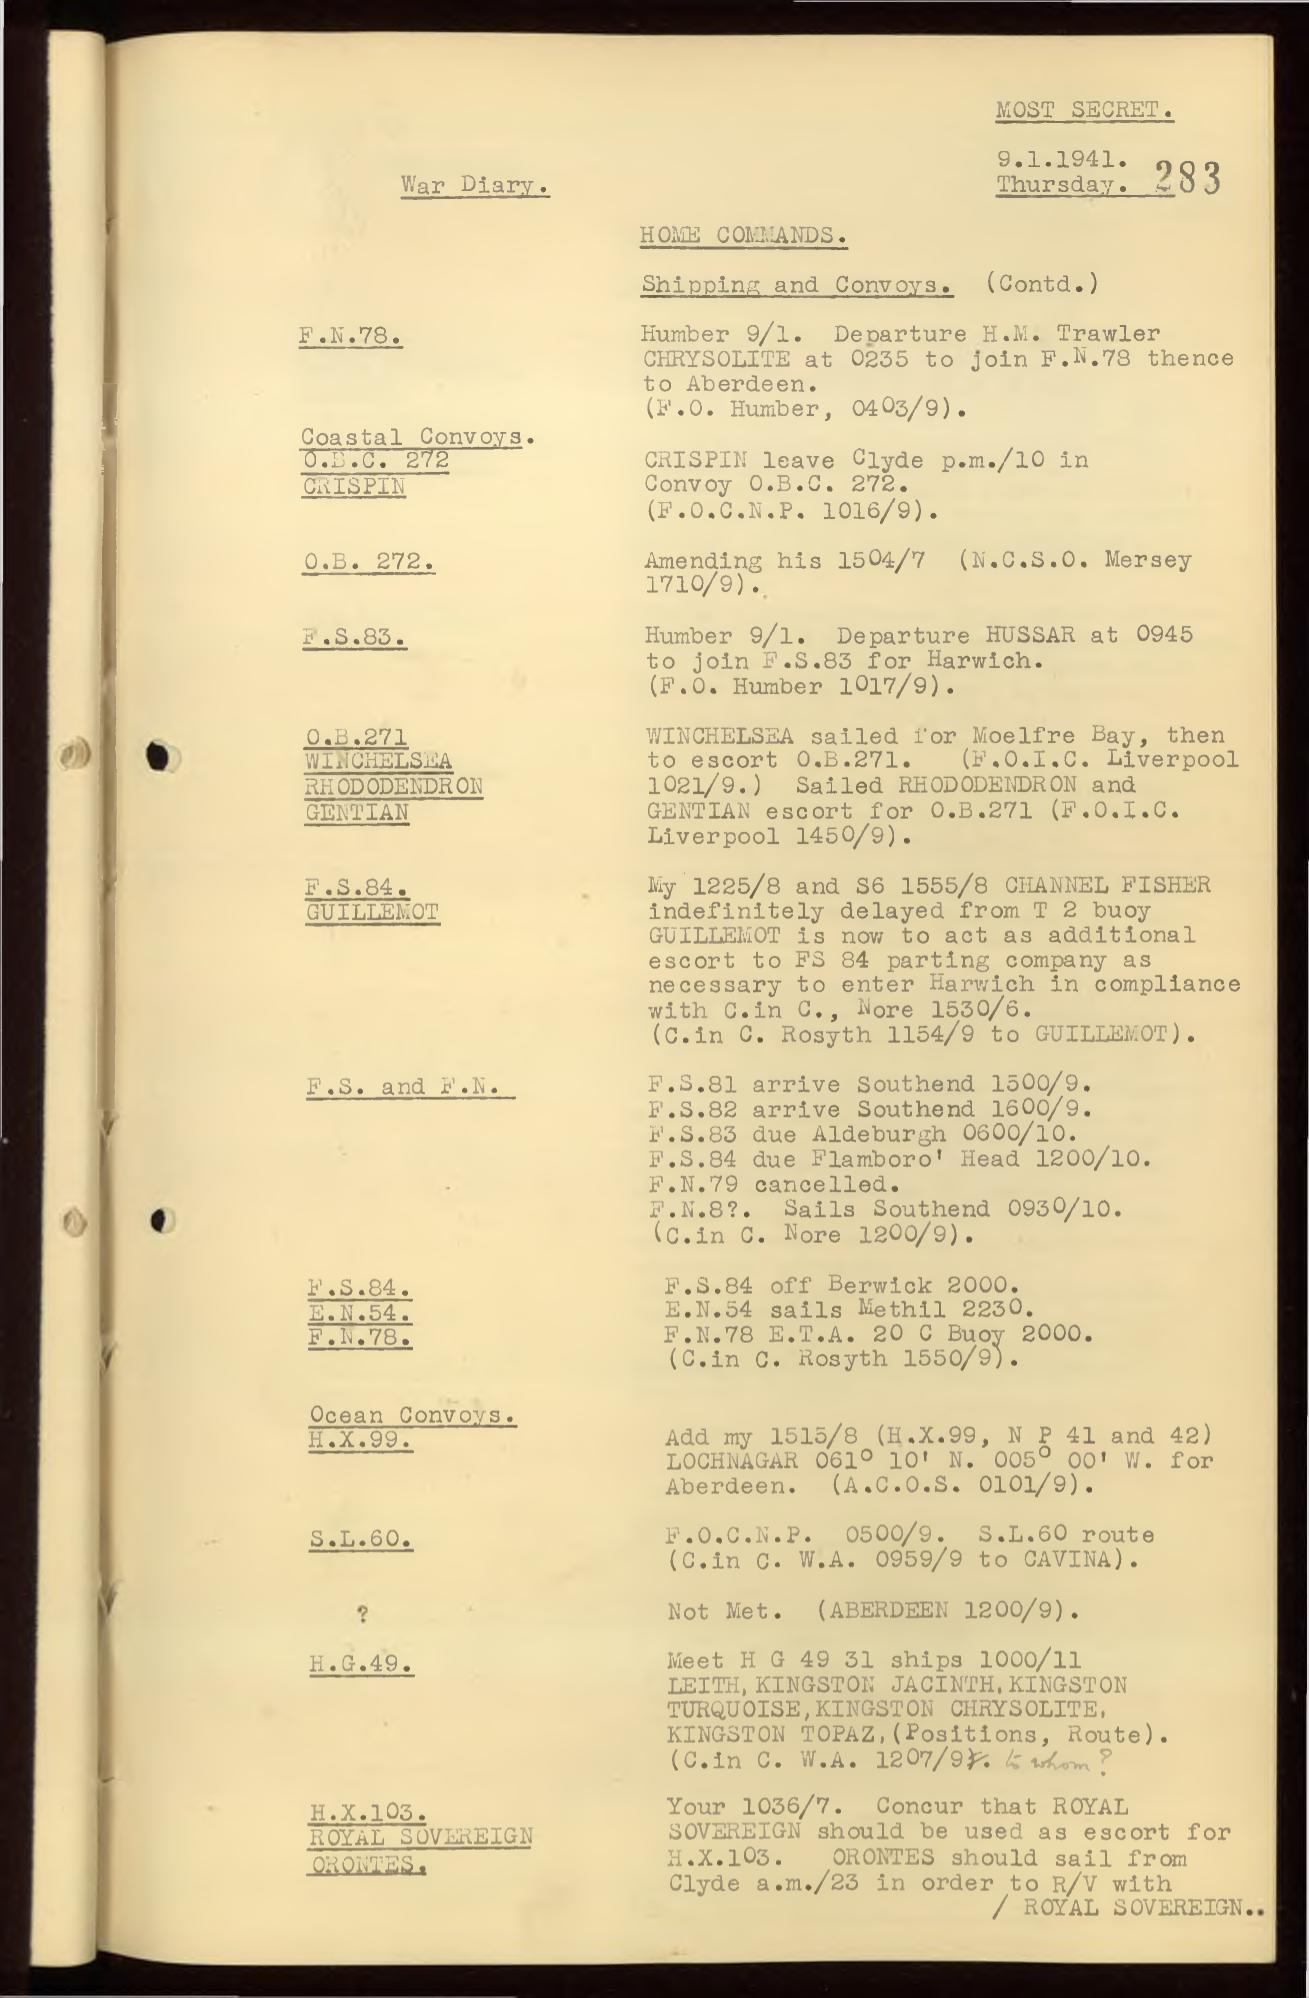 MOST SECRET.
9.1.1941.
War Diary.
Thursday. 283
HOME COMMANDS.
Shipping and Convoys. (Contd.)
F.N.78.
Humber 9/1. Departure H.M. Trawler
CHRYSOLITE at 0235 to join F.N.78 thence
to Aberdeen.
(F.O. Humber, 0403/9).
Coastal Convoys.
O.B.C. 272
CRISPIN
CRISPIN leave Clyde p.m./10 in
Convoy O.B.C. 272.
(F.O.C.N.P. 1016/9).
O.B. 272.
Amending his 1504/7 (N.C.S.O. Mersey
1710/9).
F.S.83.
Humber 9/1. Departure HUSSAR at 0945
to join F.S.83 for Harwich.
(F.O. Humber 1017/9).
O.B.271
WINCHELSEA
RHODODENDRON
GENTIAN
WINCHELSEA sailed for Moelfre Bay, then
to escort O.B.271. (F.O.I.C. Liverpool
1021/9.) Sailed RHODODENDRON and
GENTIAN escort for O.B.271 (F.O.I.C.
Liverpool 1450/9).
F.S.84.
GUILLEMOT
My 1225/8 and S6 1555/8 CHANNEL FISHER
indefinitely delayed from T 2 buoy
GUILLEMOT is now to act as additional
escort to FS 84 parting company as
necessary to enter Harwich in compliance
with C.in C., Nore 1530/6.
(C.in C. Rosyth 1154/9 to GUILLEMOT).
F.S. and F.N.
F.S.81 arrive Southend 1500/9.
F.S.82 arrive Southend 1600/9.
F.S.83 due Aldeburgh 0600/10.
F.S.84 due Flamboro' Head 1200/10.
F.N.79 cancelled.
F.N.8?. Sails Southend 0930/10.
(C.in C. Nore 1200/9).
F.S.84.
E.N.54.
F.N.78.
F.S.84 off Berwick 2000.
E.N.54 sails Methil 2230.
F.N.78 E.T.A. 20 C Buoy 2000.
(C.in C. Rosyth 1550/9).
Ocean Convoys.
H.X.99.
Add my 1515/8 (H.X.99, N P 41 and 42)
LOCHNAGAR 061° 10' N. 005° 00' W. for
Aberdeen. (A.C.O.S. 0101/9).
S.L.60.
F.O.C.N.P. 0500/9. S.L.60 route
(C.in C. W.A. 0959/9 to CAVINA).
?
Not Met. (ABERDEEN 1200/9).
H.G.49.
Meet H G 49 31 ships 1000/11
LEITH, KINGSTON JACINTH, KINGSTON
TURQUOISE, KINGSTON CHRYSOLITE,
KINGSTON TOPAZ, (Positions, Route).
(C.in C. W.A. 1207/9). to whom?
H.X.103.
ROYAL SOVEREIGN
ORONTES.
Your 1036/7. Concur that ROYAL
SOVEREIGN should be used as escort for
H.X.103. ORONTES should sail from
Clyde a.m./23 in order to R/V with
/ ROYAL SOVEREIGN..